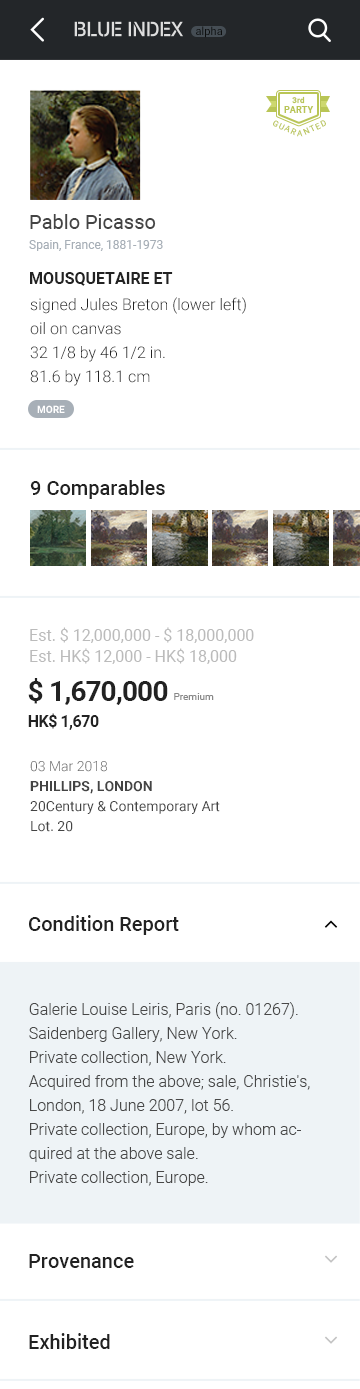 BLUE INDEX alpha
3rd
PARTY
GUARANTEED
Pablo Picasso
Spain, France, 1881-1973
MOUSQUETAIRE ET
signed Jules Breton (lower left)
oil on canvas
32 1/8 by 46 1/2 in.
81.6 by 118.1 cm
MORE
9 Comparables
Est. $ 12,000,000 - $ 18,000,000
Est. HK$ 12,000 - HK$ 18,000
$ 1,670,000 Premium
HK$ 1,670
03 Mar 2018
PHILLIPS, LONDON
20Century & Contemporary Art
Lot. 20
Condition Report
Galerie Louise Leiris, Paris (no. 01267).
Saidenberg Gallery, New York.
Private collection, New York.
Acquired from the above; sale, Christie's,
London, 18 June 2007, lot 56.
Private collection, Europe, by whom ac-
quired at the above sale.
Private collection, Europe.
Provenance
Exhibited